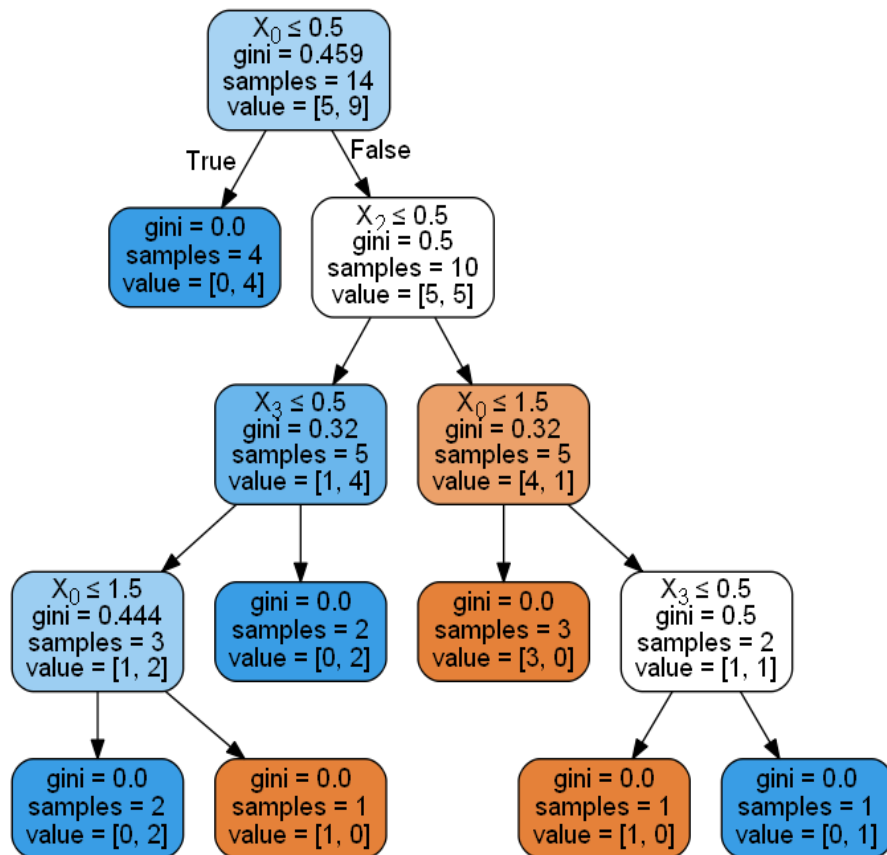 X₀ ≤ 0.5
gini = 0.459
samples = 14
value = [5, 9]
True
False
gini = 0.0
samples = 4
value = [0, 4]
X₂ ≤ 0.5
gini = 0.5
samples = 10
value = [5, 5]
X₃ ≤ 0.5
gini = 0.32
samples = 5
value = [1, 4]
X₀ ≤ 1.5
gini = 0.32
samples = 5
value = [4, 1]
X₀ ≤ 1.5
gini = 0.444
samples = 3
value = [1, 2]
gini = 0.0
samples = 2
value = [0, 2]
gini = 0.0
samples = 3
value = [3, 0]
X₃ ≤ 0.5
gini = 0.5
samples = 2
value = [1, 1]
gini = 0.0
samples = 2
value = [0, 2]
gini = 0.0
samples = 1
value = [1, 0]
gini = 0.0
samples = 1
value = [1, 0]
gini = 0.0
samples = 1
value = [0, 1]